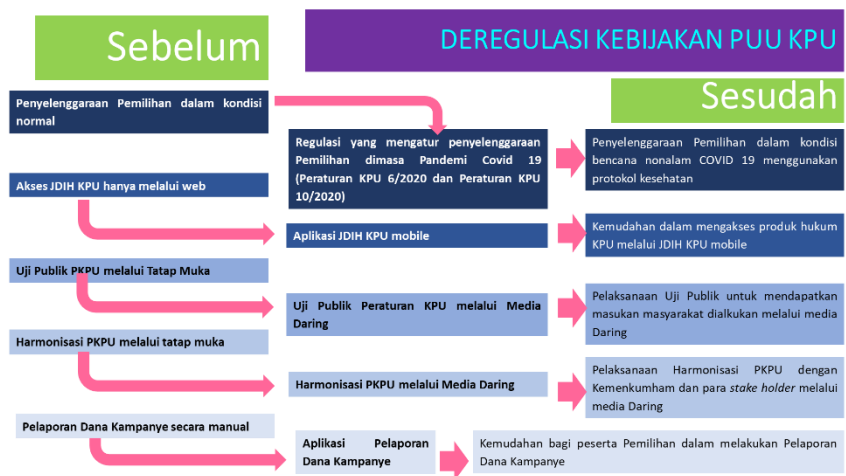 Sebelum
DEREGULASI KEBIJAKAN PUU KPU
Sesudah
Penyelenggaraan Pemilihan dalam kondisi
normal
Regulasi yang mengatur penyelenggaraan
Pemilihan dimasa Pandemi Covid 19
(Peraturan KPU 6/2020 dan Peraturan KPU
10/2020)
Penyelenggaraan Pemilihan dalam kondisi
bencana nonalam COVID 19 menggunakan
protokol kesehatan
Akses JDIH KPU hanya melalui web
Aplikasi JDIH KPU mobile
Kemudahan dalam mengakses produk hukum
KPU melalui JDIH KPU mobile
Uji Publik PKPU melalui Tatap Muka
Uji Publik Peraturan KPU melalui Media
Daring
Pelaksanaan Uji Publik untuk mendapatkan
masukan masyarakat dialkukan melalui media
Daring
Harmonisasi PKPU melalui tatap muka
Harmonisasi PKPU melalui Media Daring
Pelaksanaan Harmonisasi PKPU dengan
Kemenkumham dan para stake holder melalui
media Daring
Pelaporan Dana Kampanye secara manual
Aplikasi Pelaporan
Dana Kampanye
Kemudahan bagi peserta Pemilihan dalam melakukan Pelaporan
Dana Kampanye